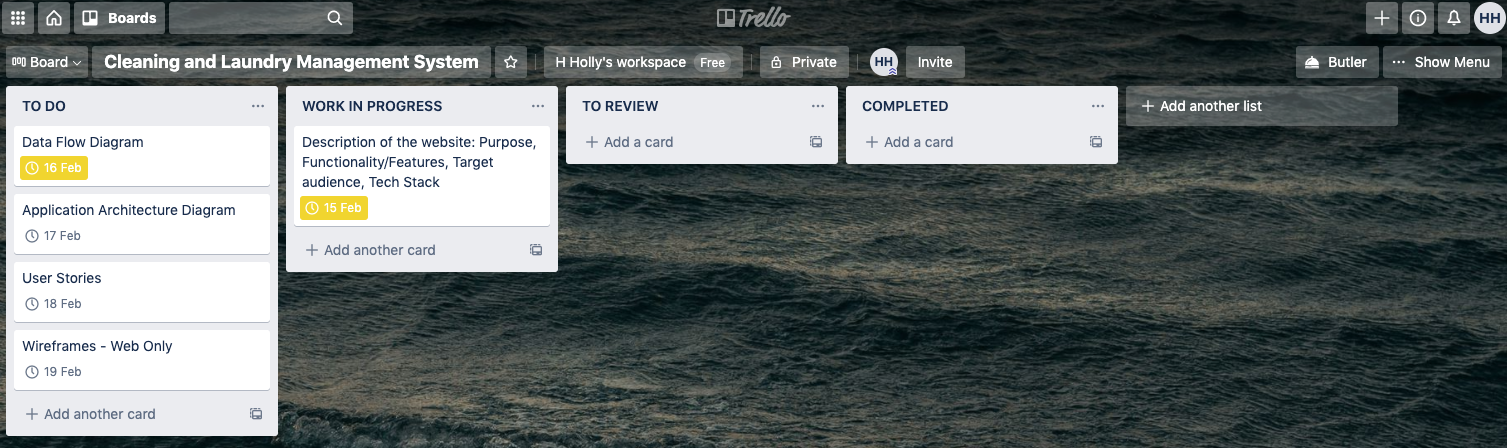 Boards
Trello
HH
Board
Cleaning and Laundry Management System
H Holly's workspace Free
Private
HH
Invite
Butler
Show Menu
TO DO
Data Flow Diagram
16 Feb
Application Architecture Diagram
17 Feb
User Stories
18 Feb
Wireframes - Web Only
19 Feb
Add another card
WORK IN PROGRESS
Description of the website: Purpose,
Functionality/Features, Target
audience, Tech Stack
15 Feb
Add another card
TO REVIEW
Add a card
COMPLETED
Add a card
Add another list